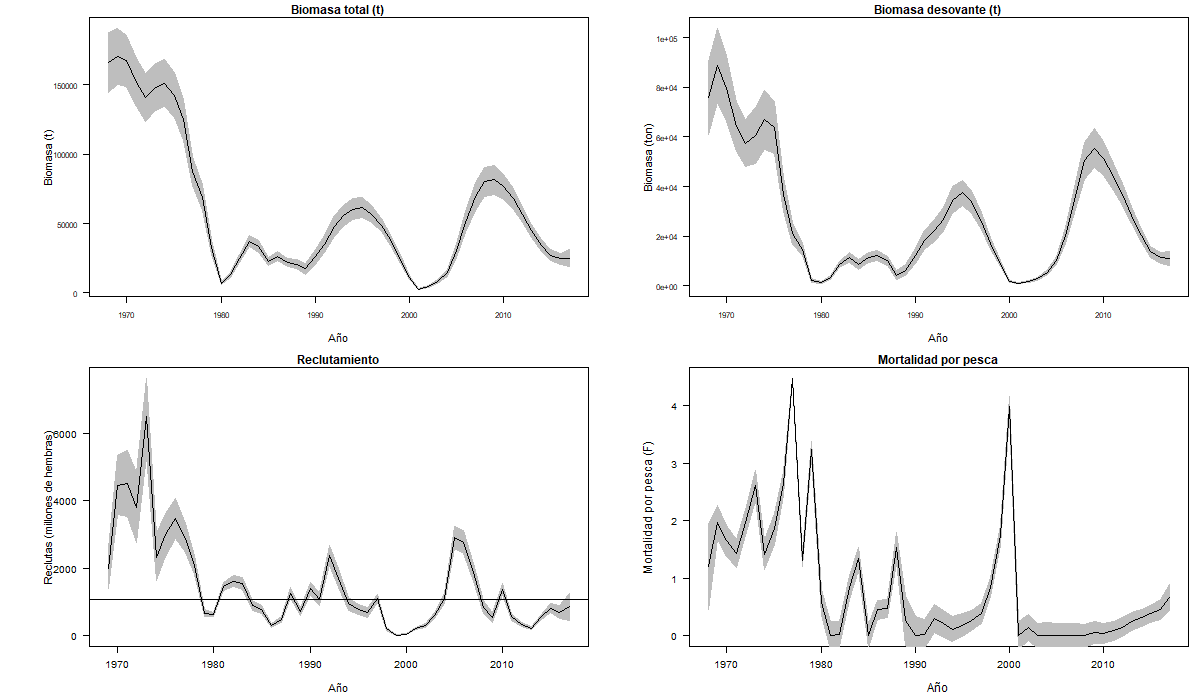 Biomasa total (t)
Biomasa (t)
150000
100000
50000
0
1970 1980 1990 2000 2010
Año
Biomasa desovante (t)
Biomasa (ton)
1e+05
8e+04
6e+04
4e+04
2e+04
0e+00
1970 1980 1990 2000 2010
Año
Reclutamiento
Reclutas (millones de hembras)
6000
4000
2000
0
1970 1980 1990 2000 2010
Año
Mortalidad por pesca
Mortalidad por pesca (F)
4
3
2
1
0
1970 1980 1990 2000 2010
Año